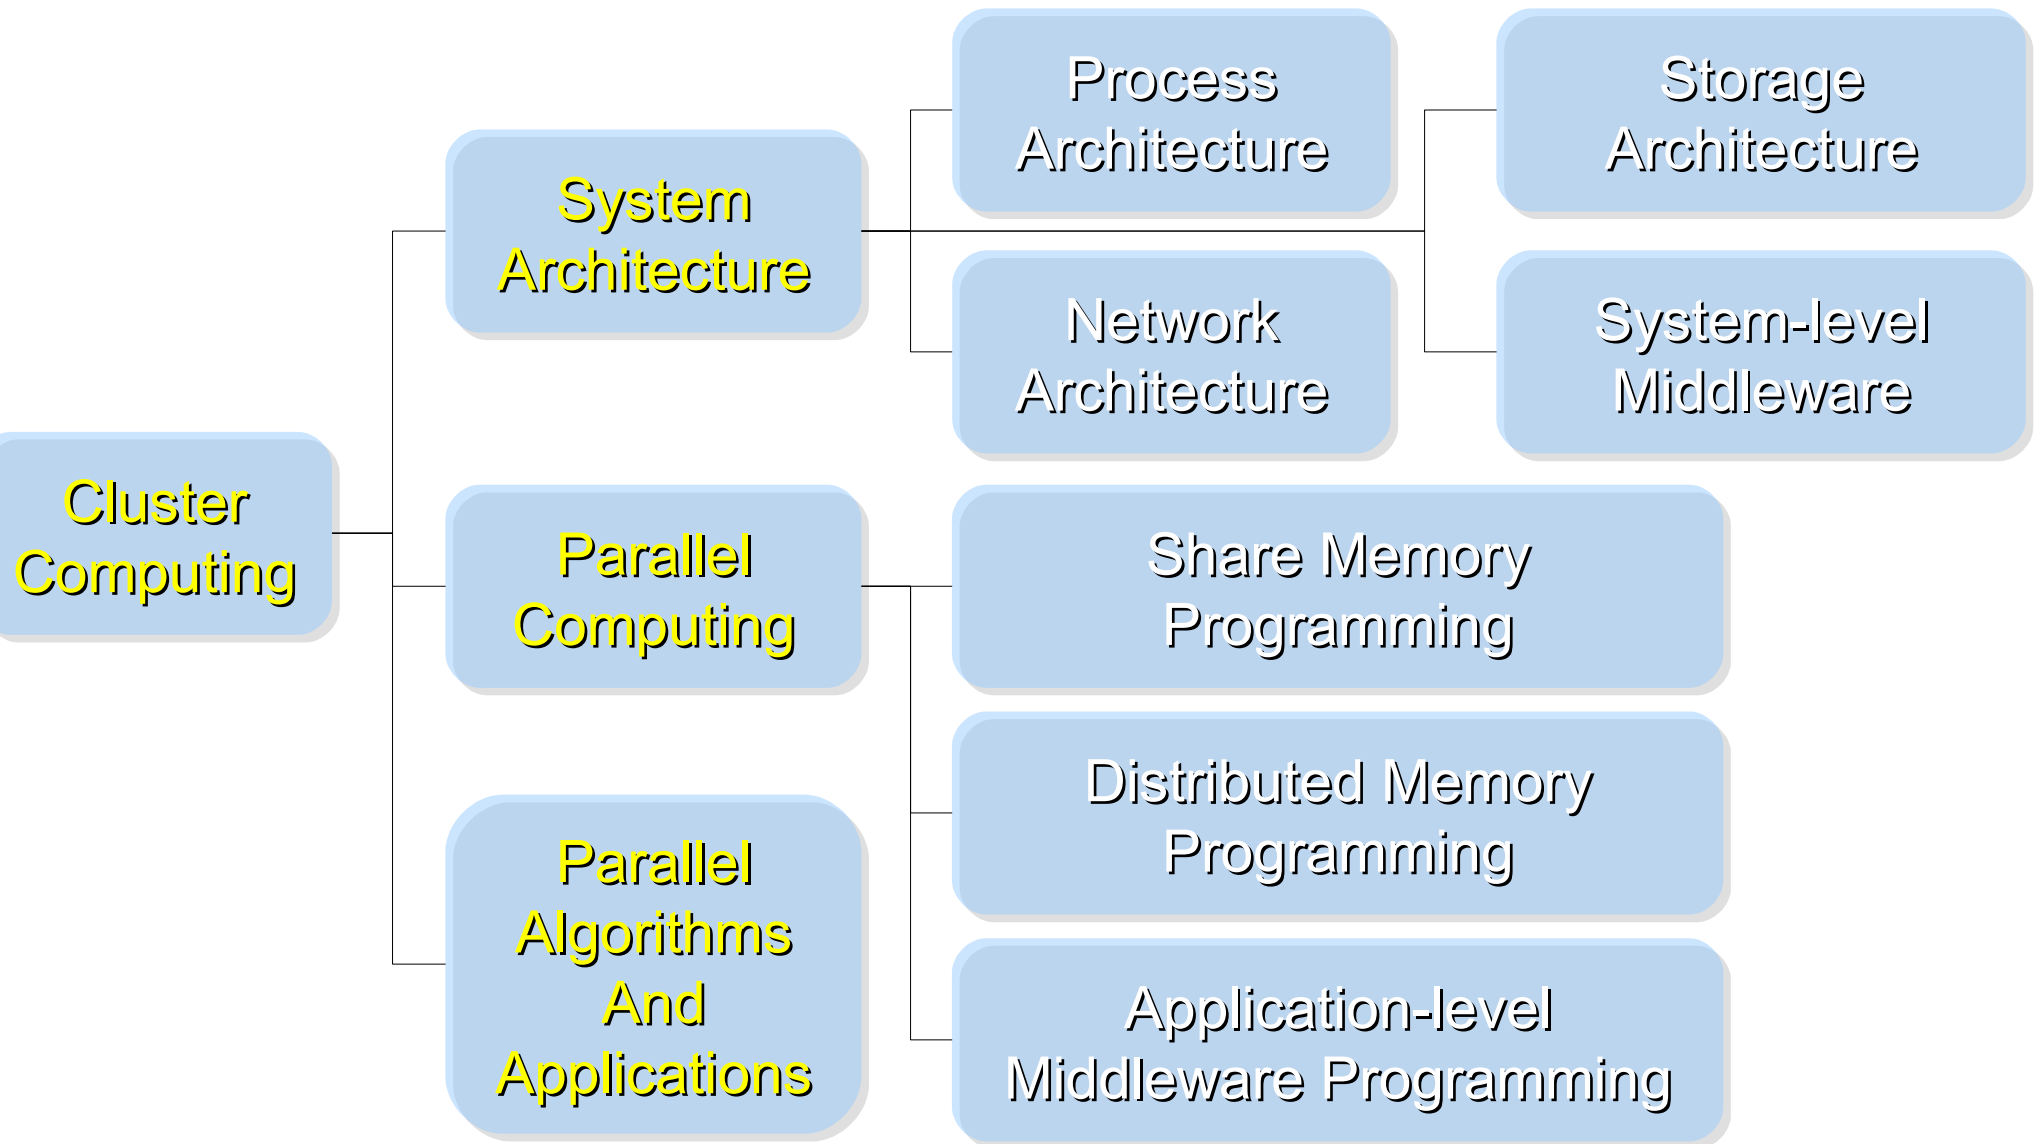 Cluster
Computing
System
Architecture
Process
Architecture
Network
Architecture
Storage
Architecture
System-level
Middleware
Parallel
Computing
Share Memory
Programming
Distributed Memory
Programming
Application-level
Middleware Programming
Parallel
Algorithms
And
Applications